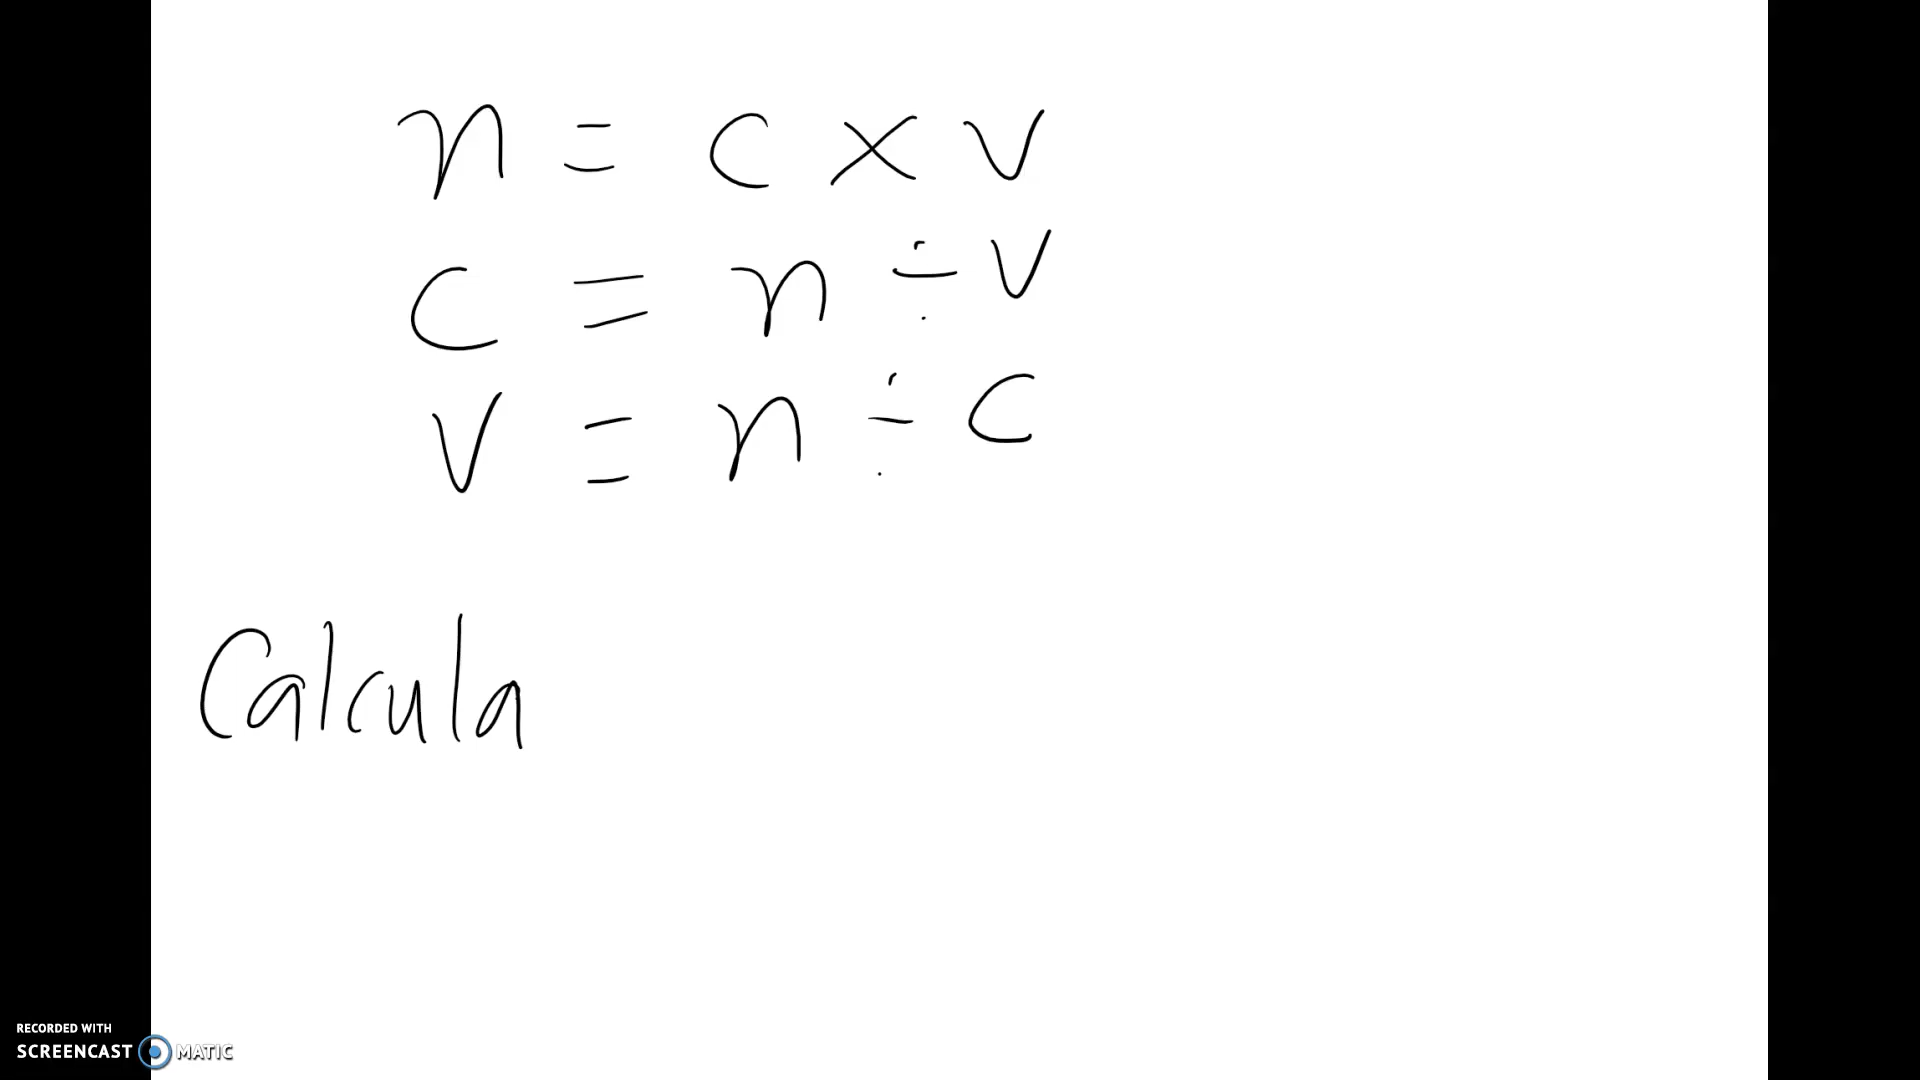 n = c × v
c = n ÷ v
v = n ÷ c
Calcula
RECORDED WITH
SCREENCAST MATIC